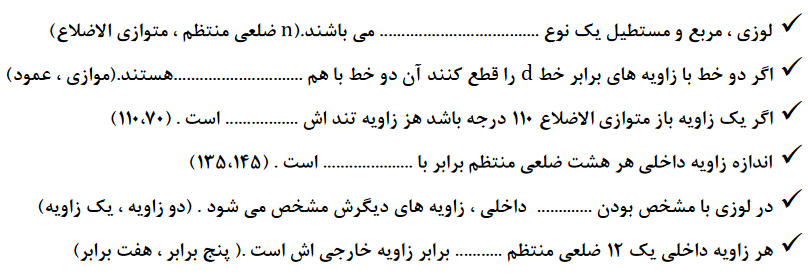 ✓ لوزی ، مربع و مستطیل یک نوع ..................................... می باشند.(n ضلعی منتظم ، متوازی الاضلاع)
✓ اگر دو خط با زاویه های برابر خط d را قطع کنند آن دو خط با هم ..............................هستند.(موازی ، عمود)
✓ اگر یک زاویه باز متوازی الاضلاع ۱۱۰ درجه باشد هز زاویه تند اش ................. است . (۱۱۰،۷۰)
✓ اندازه زاویه داخلی هر هشت ضلعی منتظم برابر با ..................... است . (۱۳۵،۱۴۵)
✓ در لوزی با مشخص بودن ............. داخلی ، زاویه های دیگرش مشخص می شود . (دو زاویه ، یک زاویه)
✓ هر زاویه داخلی یک ۱۲ ضلعی منتظم ........... برابر زاویه خارجی اش است .( پنج برابر ، هفت برابر)